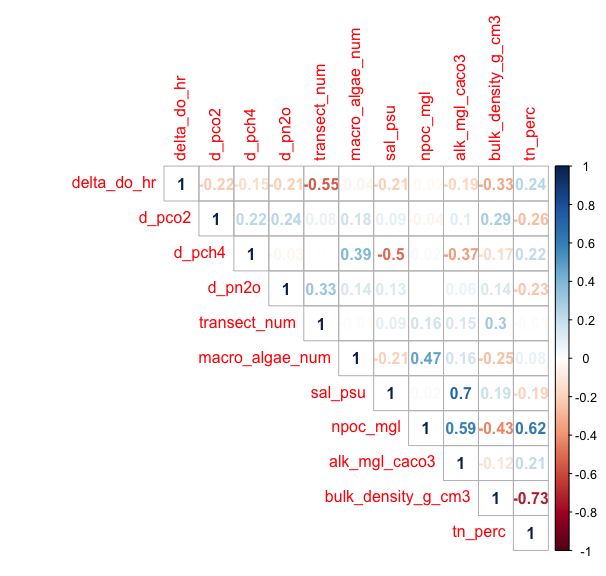 delta_do_hr d_pco2 d_pch4 d_pn2o transect_num macro_algae_num sal_psu npoc_mgl alk_mgl_caco3 bulk_density_g_cm3 tn_perc
delta_do_hr 1 -0.22 -0.15 -0.21 -0.55 -0.21 -0.19 -0.33 0.24
d_pco2 1 0.22 0.24 0.08 0.18 0.09 -0.04 0.1 0.29 -0.26
d_pch4 1 -0.03 0.39 -0.5 -0.37 -0.17 0.22
d_pn2o 1 0.33 0.14 0.13 0.06 0.14 -0.23
transect_num 1 0.09 0.16 0.15 0.3
macro_algae_num 1 -0.21 0.47 0.16 -0.25 0.08
sal_psu 1 0.7 0.19 -0.19
npoc_mgl 1 0.59 -0.43 0.62
alk_mgl_caco3 1 -0.12 0.21
bulk_density_g_cm3 1 -0.73
tn_perc 1
1
0.8
0.6
0.4
0.2
0
-0.2
-0.4
-0.6
-0.8
-1